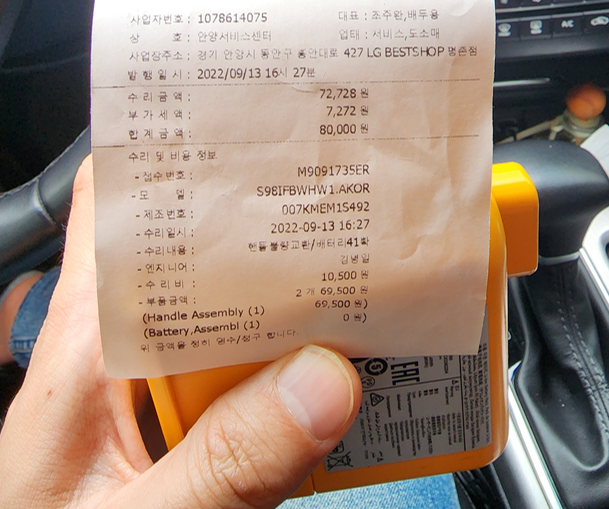 사업자번호 : 1078614075 대표 : 조주완,배두용
상 호 : 안양서비스센터 업태 : 서비스,도소매
사업장주소 : 경기 안양시 동안구 흥안대로 427 LG BESTSHOP 평촌점
발 행 일 시 : 2022/09/13 16시 27분
수 리 금 액 : 72,728 원
부 가 세 액 : 7,272 원
합 계 금 액 : 80,000 원
수리 및 비용 정보
- 접수번호 : M9091735ER
- 모 델 : S98IFBWHW1.AKOR
- 제조번호 : 007KMEM1S492
- 수리일시 : 2022-09-13 16:27
- 수리내용 : 핸들불량교환/배터리41화
- 엔지니어 :
- 수 리 비 : 10,500 원
- 부품금액 : 2 개 69,500 원
(Handle Assembly (1) 69,500 원)
(Battery,Assembl (1) 0 원)
위 금액을 정히 영수/청구 합니다.
EAC